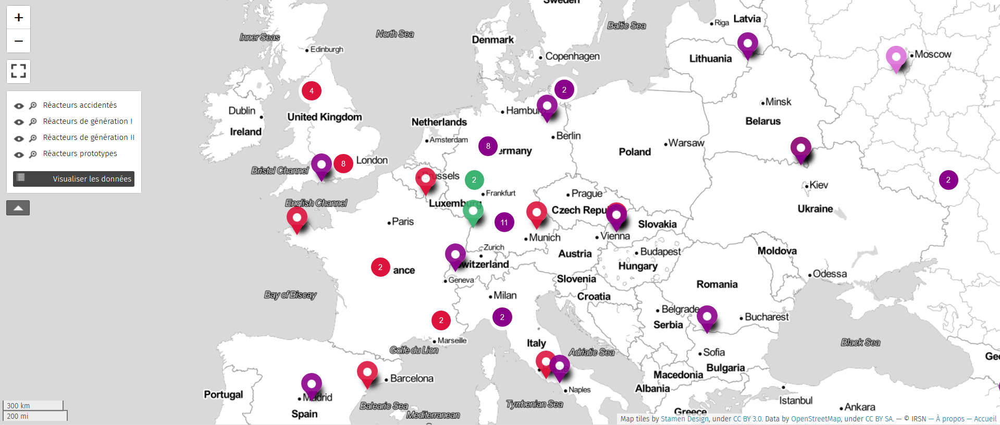 +
−
Réacteurs accidentés
Réacteurs de génération I
Réacteurs de génération II
Réacteurs prototypes
Visualiser les données
Sweden
Inner Seas
North Sea
Denmark
Baltic Sea
Riga
Latvia
Edinburgh
Copenhagen
Lithuania
Moscow
4
2
Dublin
United Kingdom
Ireland
Netherlands
Hamburg
Minsk
Belarus
Amsterdam
Berlin
Warsaw
8
ermany
Poland
Bristol Channel
8
London
Brussels
2
Frankfurt
Prague
Kiev
2
English Channel
Luxemburg
Czech Repu
Ukraine
Paris
11
Munich
Vienna
Slovakia
Zurich
Switzerland
Austria
Budapest
Hungary
Moldova
2
ance
Geneva
Slovenia
Odessa
Romania
Bay of Biscay
Milan
Croatia
Belgrade
Bucharest
2
2
Serbia
Marseille
Golfe du Lion
Italy
Adriatic Sea
Sofia
Black Sea
Geo
Barcelona
Macedonia
Bulgaria
Portugal
Madrid
Naples
Albania
Balearic Sea
Tyrrhenian Sea
Istanbul
Ankara
Spain
Mediterranean
Greece
300 km
200 mi
Map tiles by Stamen Design, under CC BY 3.0. Data by OpenStreetMap, under CC BY SA. — © IRSN — À propos — Accueil